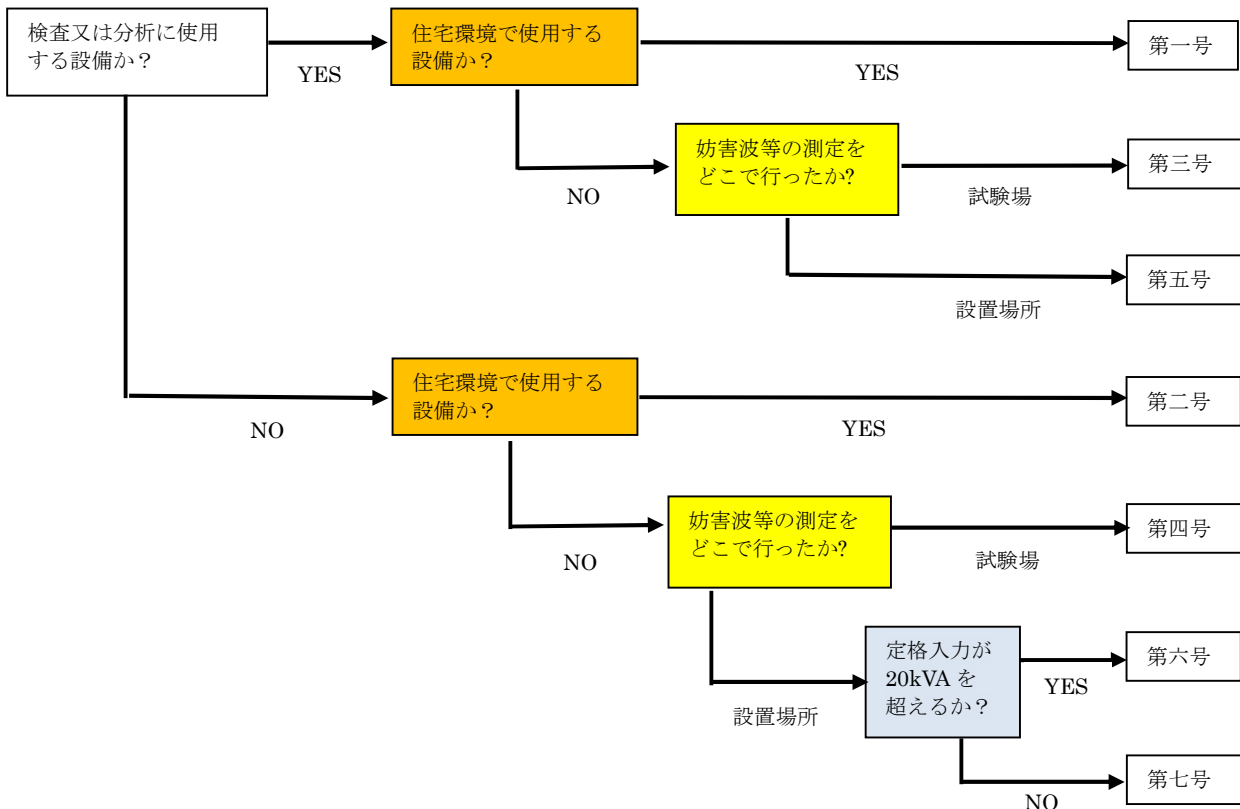 検査又は分析に使用
する設備か？
YES
住宅環境で使用する
設備か？
YES
第一号
NO
妨害波等の測定を
どこで行ったか?
試験場
第三号
設置場所
第五号
NO
住宅環境で使用する
設備か？
YES
第二号
NO
妨害波等の測定を
どこで行ったか?
試験場
第四号
設置場所
定格入力が
20kVA を
超えるか？
YES
第六号
NO
第七号